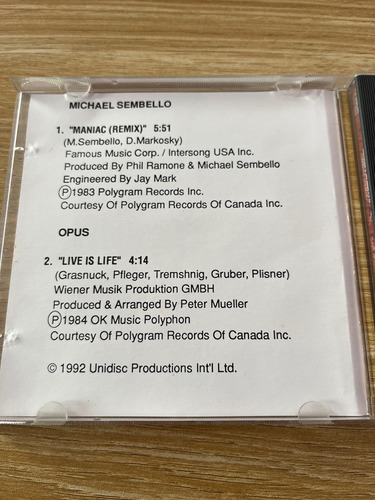 MICHAEL SEMBELLO
1. "MANIAC (REMIX)" 5:51
(M.Sembello, D.Markosky)
Famous Music Corp. / Intersong USA Inc.
Produced By Phil Ramone & Michael Sembello
Engineered By Jay Mark
Ⓟ1983 Polygram Records Inc.
Courtesy Of Polygram Records Of Canada Inc.
OPUS
2. "LIVE IS LIFE" 4:14
(Grasnuck, Pfleger, Tremshnig, Gruber, Plisner)
Wiener Musik Produktion GMBH
Produced & Arranged By Peter Mueller
Ⓟ1984 OK Music Polyphon
Courtesy Of Polygram Records Of Canada Inc.
© 1992 Unidisc Productions Int'l Ltd.